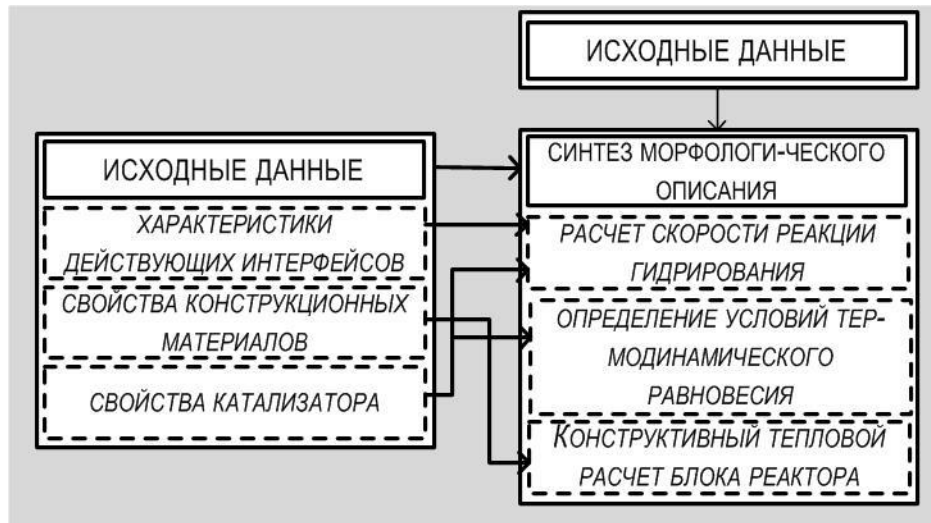 ИСХОДНЫЕ ДАННЫЕ
ИСХОДНЫЕ ДАННЫЕ
ХАРАКТЕРИСТИКИ
ДЕЙСТВУЮЩИХ ИНТЕРФЕЙСОВ
СВОЙСТВА КОНСТРУКЦИОННЫХ
МАТЕРИАЛОВ
СВОЙСТВА КАТАЛИЗАТОРА
СИНТЕЗ МОРФОЛОГИ-ЧЕСКОГО
ОПИСАНИЯ
РАСЧЕТ СКОРОСТИ РЕАКЦИИ
ГИДРИРОВАНИЯ
ОПРЕДЕЛЕНИЕ УСЛОВИЙ ТЕР-
МОДИНАМИЧЕСКОГО
РАВНОВЕСИЯ
КОНСТРУКТИВНЫЙ ТЕПЛОВОЙ
РАСЧЕТ БЛОКА РЕАКТОРА